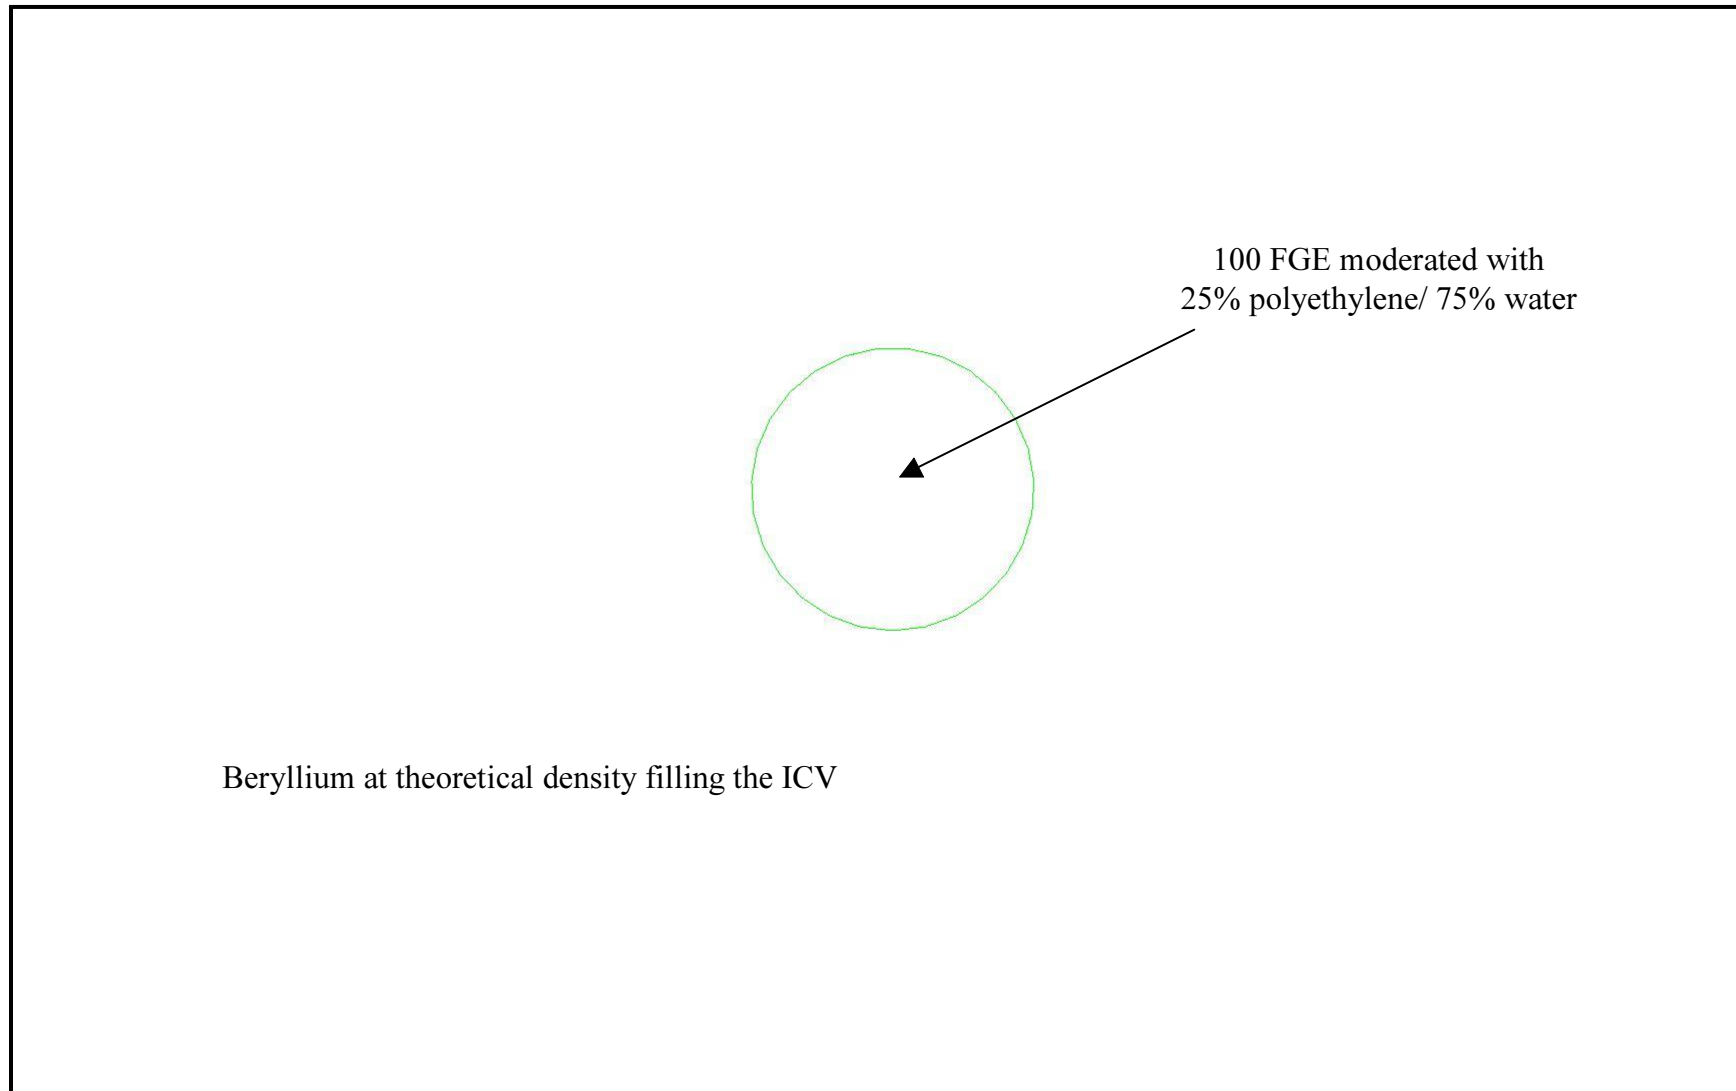 100 FGE moderated with
25% polyethylene/ 75% water
Beryllium at theoretical density filling the ICV